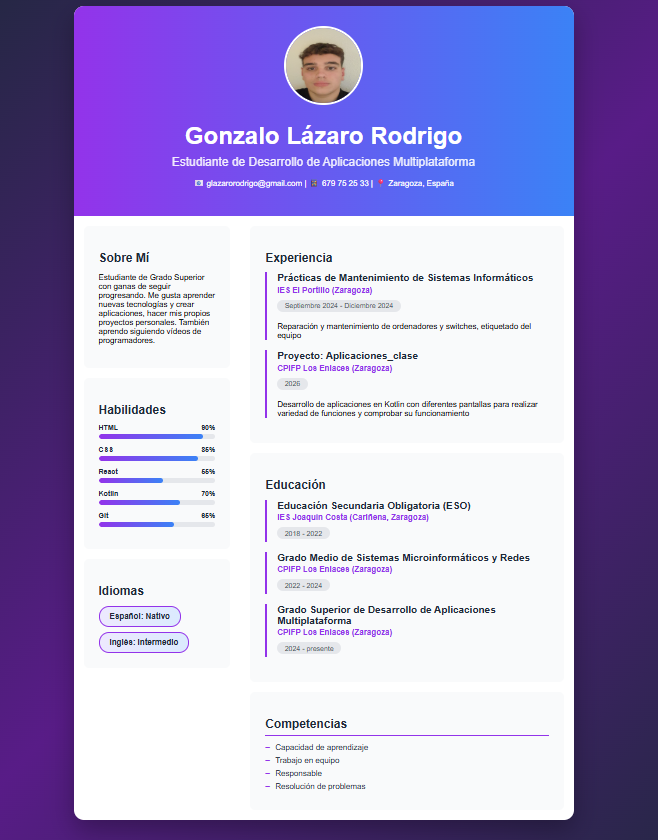 Gonzalo Lázaro Rodrigo
Estudiante de Desarrollo de Aplicaciones Multiplataforma
📧 glazarorodrigo@gmail.com | 📱 679 75 25 33 | 📍 Zaragoza, España
Sobre Mí
Estudiante de Grado Superior
con ganas de seguir
progresando. Me gusta aprender
nuevas tecnologías y crear
aplicaciones, hacer mis propios
proyectos personales. También
aprendo siguiendo vídeos de
programadores.
Habilidades
HTML 90%
CSS 85%
React 55%
Kotlin 70%
Git 65%
Idiomas
Español: Nativo
Inglés: Intermedio
Experiencia
Prácticas de Mantenimiento de Sistemas Informáticos
IES El Portillo (Zaragoza)
Septiembre 2024 - Diciembre 2024
Reparación y mantenimiento de ordenadores y switches, etiquetado del
equipo
Proyecto: Aplicaciones_clase
CPIFP Los Enlaces (Zaragoza)
2026
Desarrollo de aplicaciones en Kotlin con diferentes pantallas para realizar
variedad de funciones y comprobar su funcionamiento
Educación
Educación Secundaria Obligatoria (ESO)
IES Joaquín Costa (Cariñena, Zaragoza)
2018 - 2022
Grado Medio de Sistemas Microinformáticos y Redes
CPIFP Los Enlaces (Zaragoza)
2022 - 2024
Grado Superior de Desarrollo de Aplicaciones
Multiplataforma
CPIFP Los Enlaces (Zaragoza)
2024 - presente
Competencias
– Capacidad de aprendizaje
– Trabajo en equipo
– Responsable
– Resolución de problemas